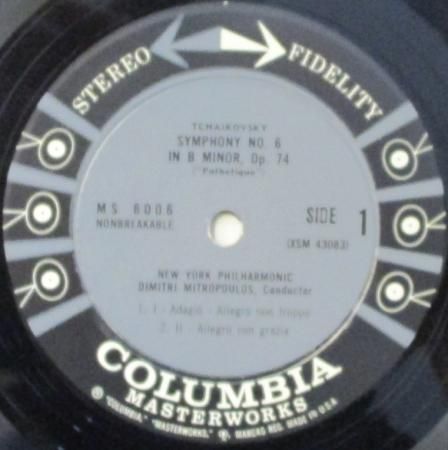 STEREO FIDELITY
TCHAIKOVSKY
SYMPHONY NO. 6
IN B MINOR, Op. 74
("Pathetique")
MS 6006
NONBREAKABLE
SIDE 1
(XSM 43083)
NEW YORK PHILHARMONIC
DIMITRI MITROPOULOS, Conductor
1. I - Adagio - Allegro non troppo
2. II - Allegro con grazia
COLUMBIA
MASTERWORKS
® "COLUMBIA," "MASTERWORKS," ⓟ, MARCAS REG. MADE IN U.S.A.